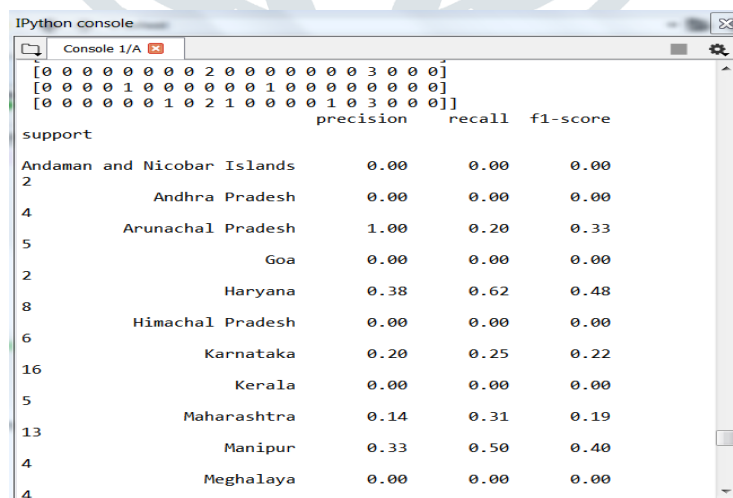 IPython console
Console 1/A
[0 0 0 0 0 0 0 0 2 0 0 0 0 0 0 0 3 0 0 0]
[0 0 0 0 1 0 0 0 0 0 0 1 0 0 0 0 0 0 0 0]
[0 0 0 0 0 0 1 0 2 1 0 0 0 0 1 0 3 0 0 0]]
precision recall f1-score
support
Andaman and Nicobar Islands 0.00 0.00 0.00
2
Andhra Pradesh 0.00 0.00 0.00
4
Arunachal Pradesh 1.00 0.20 0.33
5
Goa 0.00 0.00 0.00
2
Haryana 0.38 0.62 0.48
8
Himachal Pradesh 0.00 0.00 0.00
6
Karnataka 0.20 0.25 0.22
16
Kerala 0.00 0.00 0.00
5
Maharashtra 0.14 0.31 0.19
13
Manipur 0.33 0.50 0.40
4
Meghalaya 0.00 0.00 0.00
4